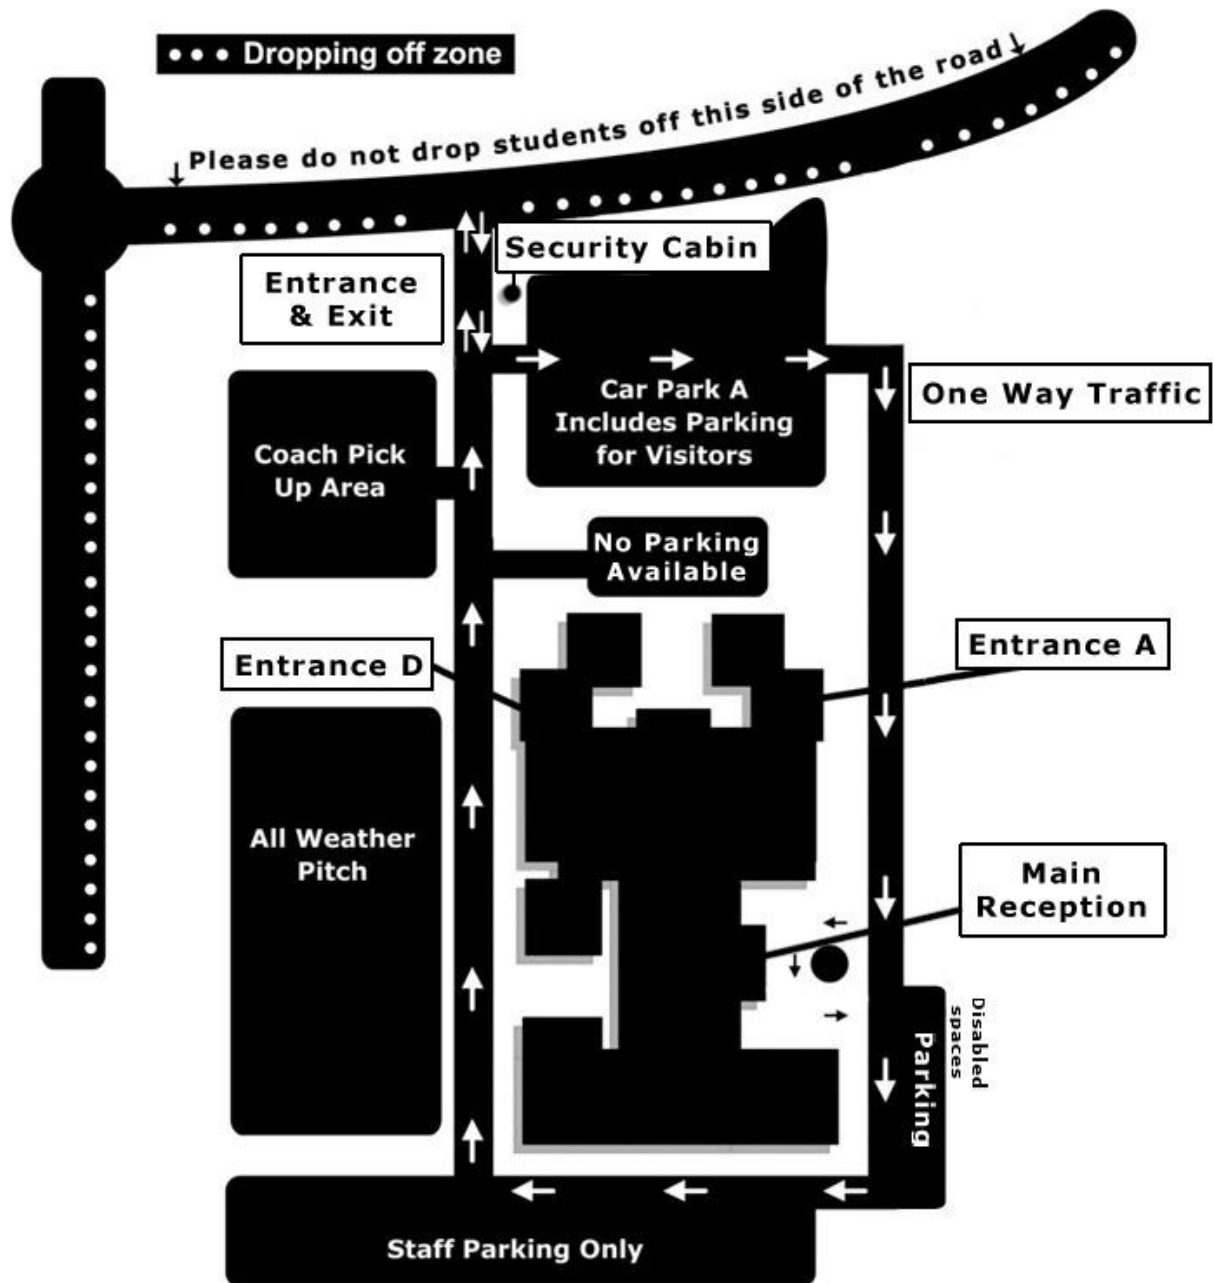 Dropping off zone
Please do not drop students off this side of the road
Security Cabin
Entrance
& Exit
Car Park A
Includes Parking
for Visitors
One Way Traffic
Coach Pick
Up Area
No Parking
Available
Entrance D
Entrance A
All Weather
Pitch
Main
Reception
Parking
Disabled
spaces
Staff Parking Only